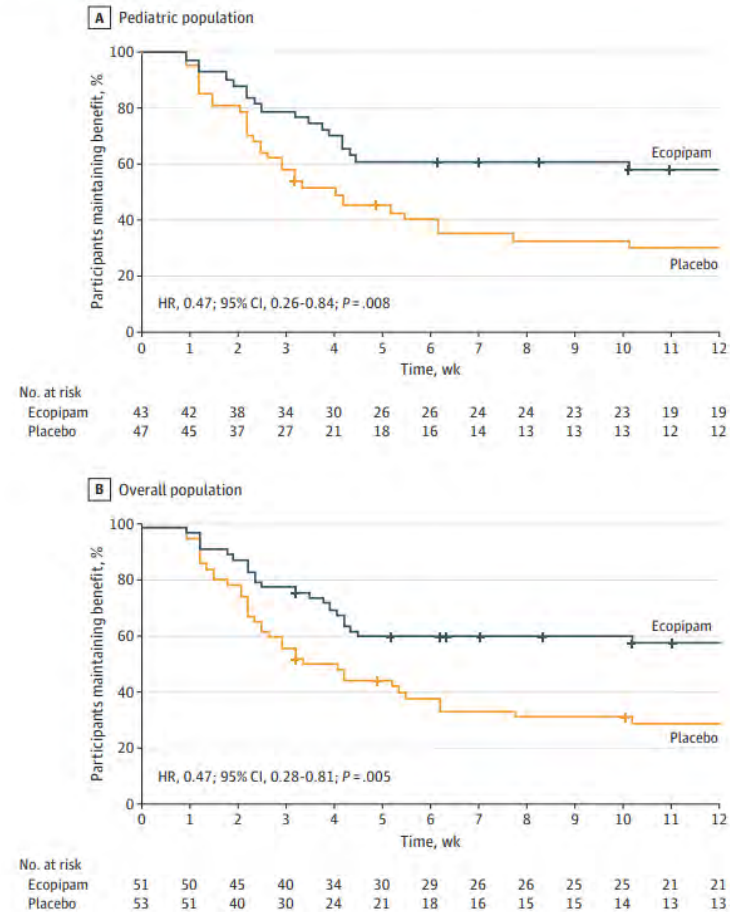 A Pediatric population
100
80
60
40
20
0
Participants maintaining benefit, %
Ecopipam
Placebo
HR, 0.47; 95% CI, 0.26-0.84; P = .008
0 1 2 3 4 5 6 7 8 9 10 11 12
Time, wk
No. at risk
Ecopipam 43 42 38 34 30 26 26 24 24 23 23 19 19
Placebo 47 45 37 27 21 18 16 14 13 13 13 12 12
B Overall population
100
80
60
40
20
0
Participants maintaining benefit, %
Ecopipam
Placebo
HR, 0.47; 95% CI, 0.28-0.81; P = .005
0 1 2 3 4 5 6 7 8 9 10 11 12
Time, wk
No. at risk
Ecopipam 51 50 45 40 34 30 29 26 26 25 25 21 21
Placebo 53 51 40 30 24 21 18 16 15 15 14 13 13